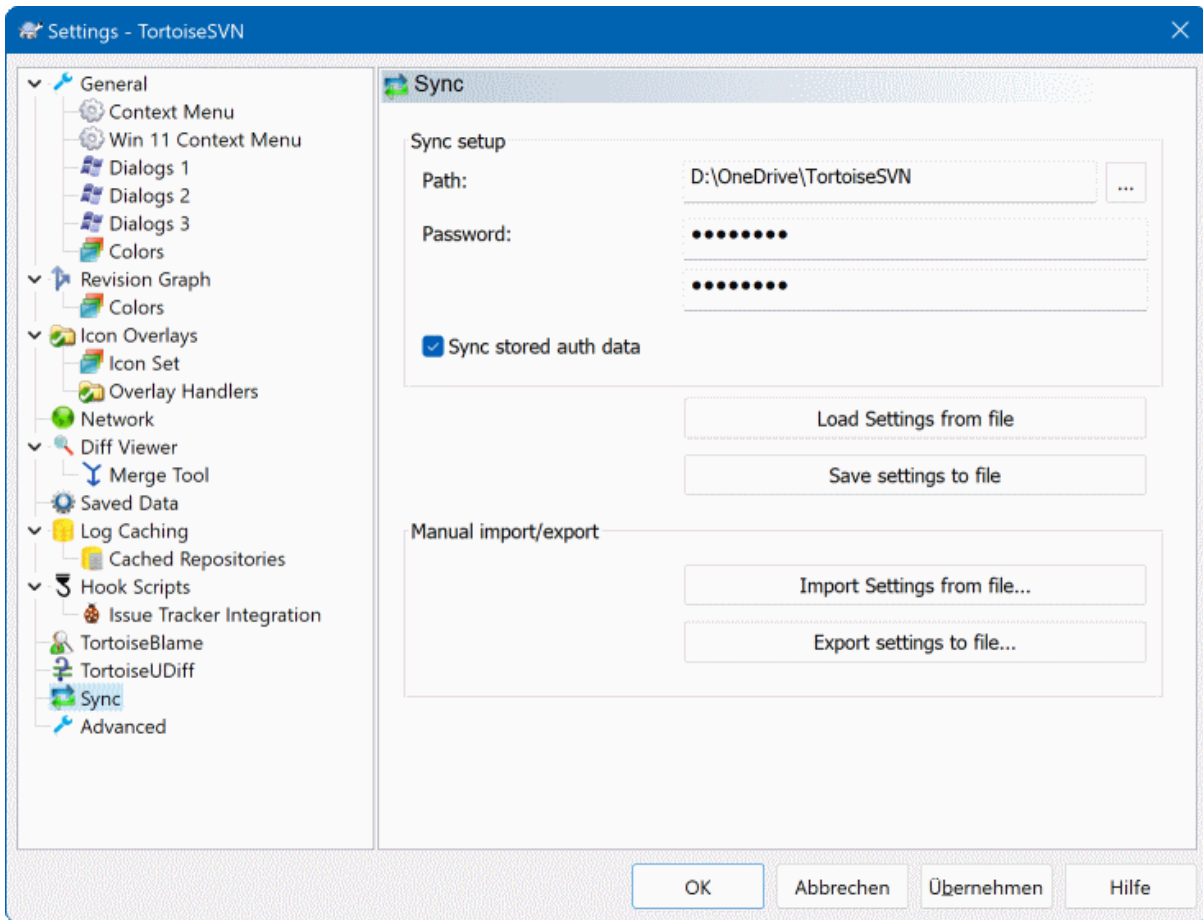 Settings - TortoiseSVN
General
Context Menu
Win 11 Context Menu
Dialogs 1
Dialogs 2
Dialogs 3
Colors
Revision Graph
Colors
Icon Overlays
Icon Set
Overlay Handlers
Network
Diff Viewer
Merge Tool
Saved Data
Log Caching
Cached Repositories
Hook Scripts
Issue Tracker Integration
TortoiseBlame
TortoiseUDiff
Sync
Advanced
Sync
Sync setup
Path: D:\OneDrive\TortoiseSVN ...
Password: ●●●●●●●●
●●●●●●●●
Sync stored auth data
Load Settings from file
Save settings to file
Manual import/export
Import Settings from file...
Export settings to file...
OK Abbrechen Übernehmen Hilfe